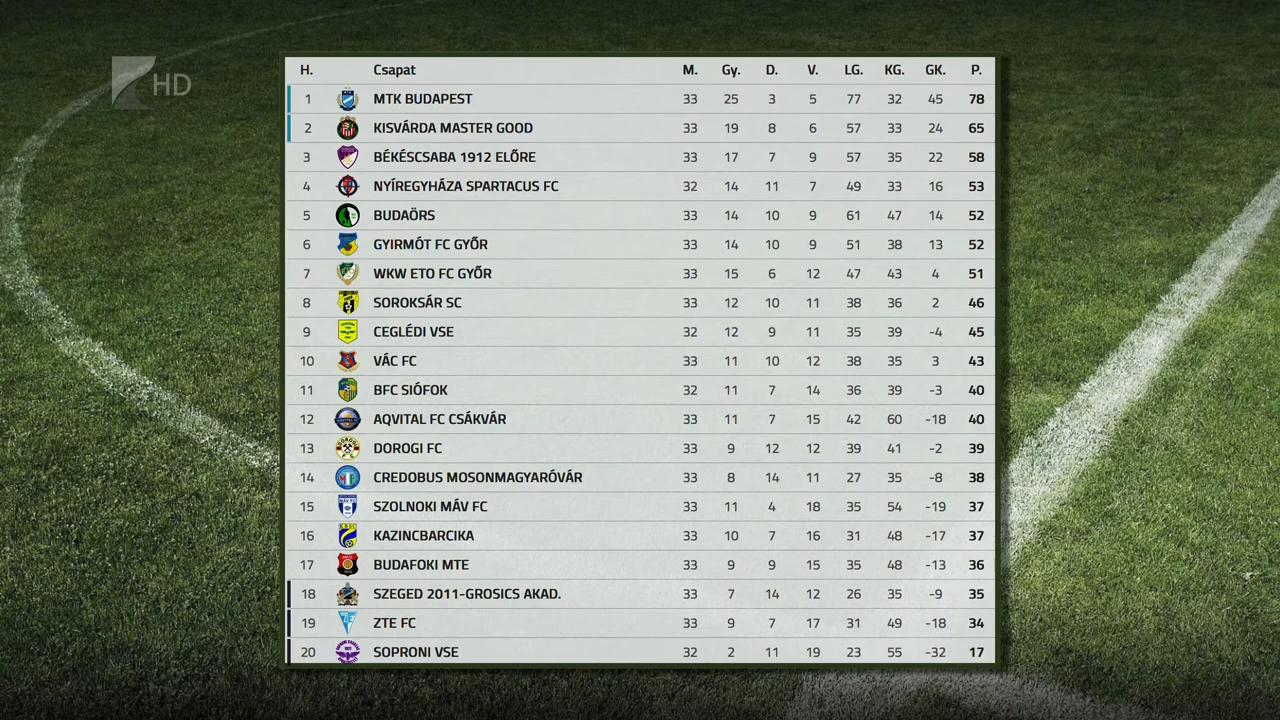 HD
H. Csapat M. Gy. D. V. LG. KG. GK. P.
1 MTK BUDAPEST 33 25 3 5 77 32 45 78
2 KISVÁRDA MASTER GOOD 33 19 8 6 57 33 24 65
3 BÉKÉSCSABA 1912 ELŐRE 33 17 7 9 57 35 22 58
4 NYÍREGYHÁZA SPARTACUS FC 32 14 11 7 49 33 16 53
5 BUDAÖRS 33 14 10 9 61 47 14 52
6 GYIRMÓT FC GYŐR 33 14 10 9 51 38 13 52
7 WKW ETO FC GYŐR 33 15 6 12 47 43 4 51
8 SOROKSÁR SC 33 12 10 11 38 36 2 46
9 CEGLÉDI VSE 32 12 9 11 35 39 -4 45
10 VÁC FC 33 11 10 12 38 35 3 43
11 BFC SIÓFOK 32 11 7 14 36 39 -3 40
12 AQVITAL FC CSÁKVÁR 33 11 7 15 42 60 -18 40
13 DOROGI FC 33 9 12 12 39 41 -2 39
14 CREDOBUS MOSONMAGYARÓVÁR 33 8 14 11 27 35 -8 38
15 SZOLNOKI MÁV FC 33 11 4 18 35 54 -19 37
16 KAZINCBARCIKA 33 10 7 16 31 48 -17 37
17 BUDAFOKI MTE 33 9 9 15 35 48 -13 36
18 SZEGED 2011-GROSICS AKAD. 33 7 14 12 26 35 -9 35
19 ZTE FC 33 9 7 17 31 49 -18 34
20 SOPRONI VSE 32 2 11 19 23 55 -32 17